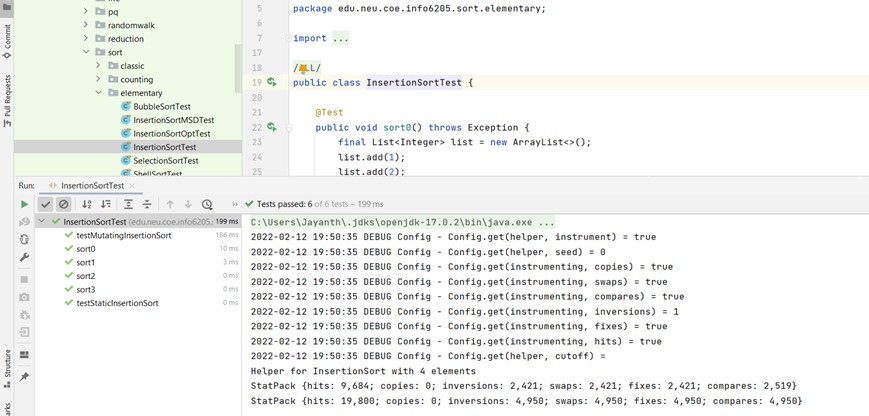 pq
randomwalk
reduction
sort
classic
counting
elementary
BubbleSortTest
InsertionSortMSDTest
InsertionSortOptTest
InsertionSortTest
SelectionSortTest
ShellSortTest
Commit
Pull Requests
Structure
5 package edu.neu.coe.info6205.sort.elementary;
6
7 import ...
17
18
19 public class InsertionSortTest {
20
21 @Test
22 public void sort0() throws Exception {
23 final List<Integer> list = new ArrayList<>();
24 list.add(1);
25 list.add(2);
Run: InsertionSortTest
Tests passed: 6 of 6 tests – 199 ms
InsertionSortTest (edu.neu.coe.info6205. 199 ms
testMutatingInsertionSort 186 ms
sort0 10 ms
sort1 3 ms
sort2 0 ms
sort3 0 ms
testStaticInsertionSort 0 ms
C:\Users\Jayanth\.jdks\openjdk-17.0.2\bin\java.exe ...
2022-02-12 19:50:35 DEBUG Config - Config.get(helper, instrument) = true
2022-02-12 19:50:35 DEBUG Config - Config.get(helper, seed) = 0
2022-02-12 19:50:35 DEBUG Config - Config.get(instrumenting, copies) = true
2022-02-12 19:50:35 DEBUG Config - Config.get(instrumenting, swaps) = true
2022-02-12 19:50:35 DEBUG Config - Config.get(instrumenting, compares) = true
2022-02-12 19:50:35 DEBUG Config - Config.get(instrumenting, inversions) = 1
2022-02-12 19:50:35 DEBUG Config - Config.get(instrumenting, fixes) = true
2022-02-12 19:50:35 DEBUG Config - Config.get(instrumenting, hits) = true
2022-02-12 19:50:35 DEBUG Config - Config.get(helper, cutoff) =
Helper for InsertionSort with 4 elements
StatPack {hits: 9,684; copies: 0; inversions: 2,421; swaps: 2,421; fixes: 2,421; compares: 2,519}
StatPack {hits: 19,800; copies: 0; inversions: 4,950; swaps: 4,950; fixes: 4,950; compares: 4,950}